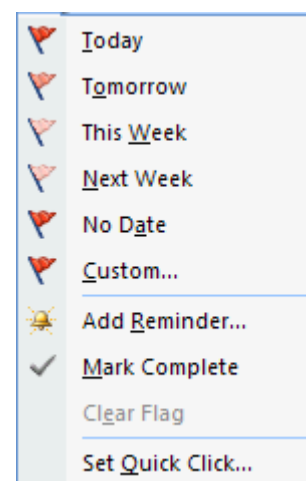 Today
Tomorrow
This Week
Next Week
No Date
Custom...
Add Reminder...
Mark Complete
Clear Flag
Set Quick Click...